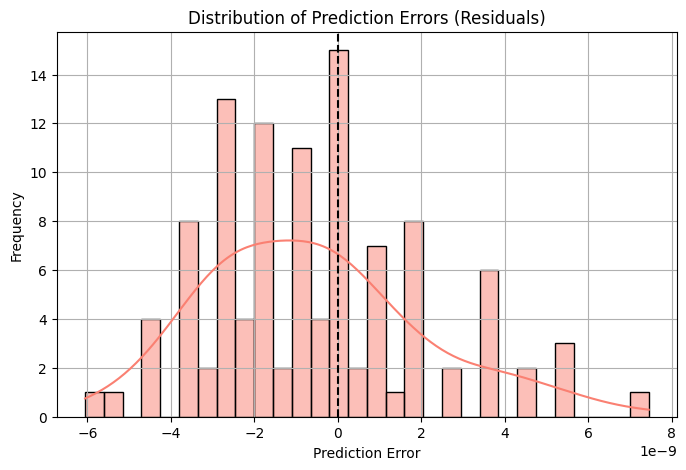 Distribution of Prediction Errors (Residuals)
Frequency
14
12
10
8
6
4
2
0
−6 −4 −2 0 2 4 6 8
1e−9
Prediction Error